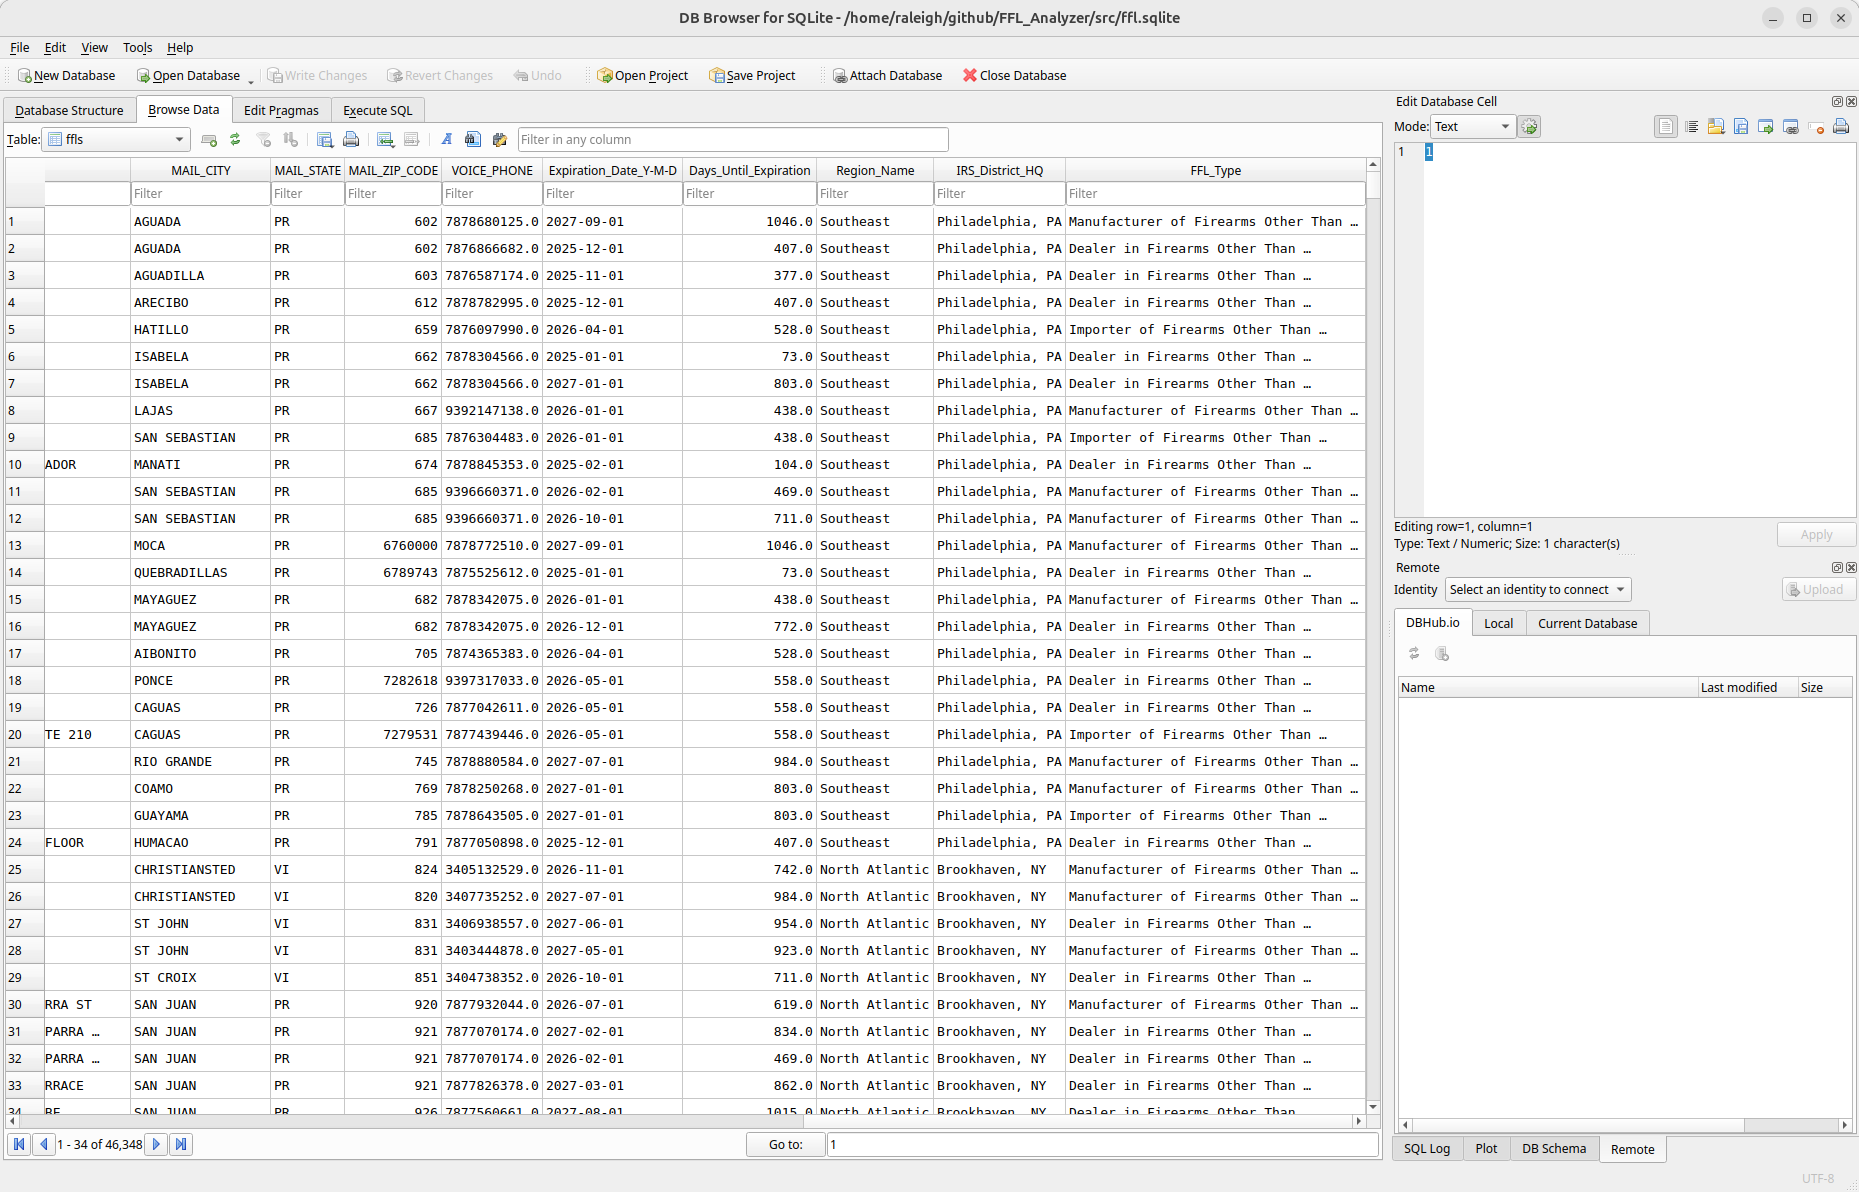 DB Browser for SQLite - /home/raleigh/github/FFL_Analyzer/src/ffl.sqlite
File Edit View Tools Help
New Database Open Database Write Changes Revert Changes Undo Open Project Save Project Attach Database Close Database
Database Structure Browse Data Edit Pragmas Execute SQL
Table: ffls Filter in any column
MAIL_CITY MAIL_STATE MAIL_ZIP_CODE VOICE_PHONE Expiration_Date_Y-M-D Days_Until_Expiration Region_Name IRS_District_HQ FFL_Type
Filter Filter Filter Filter Filter Filter Filter Filter Filter
1 AGUADA PR 602 7878680125.0 2027-09-01 1046.0 Southeast Philadelphia, PA Manufacturer of Firearms Other Than …
2 AGUADA PR 602 7876866682.0 2025-12-01 407.0 Southeast Philadelphia, PA Dealer in Firearms Other Than …
3 AGUADILLA PR 603 7876587174.0 2025-11-01 377.0 Southeast Philadelphia, PA Dealer in Firearms Other Than …
4 ARECIBO PR 612 7878782995.0 2025-12-01 407.0 Southeast Philadelphia, PA Dealer in Firearms Other Than …
5 HATILLO PR 659 7876097990.0 2026-04-01 528.0 Southeast Philadelphia, PA Importer of Firearms Other Than …
6 ISABELA PR 662 7878304566.0 2025-01-01 73.0 Southeast Philadelphia, PA Dealer in Firearms Other Than …
7 ISABELA PR 662 7878304566.0 2027-01-01 803.0 Southeast Philadelphia, PA Dealer in Firearms Other Than …
8 LAJAS PR 667 9392147138.0 2026-01-01 438.0 Southeast Philadelphia, PA Manufacturer of Firearms Other Than …
9 SAN SEBASTIAN PR 685 7876304483.0 2026-01-01 438.0 Southeast Philadelphia, PA Importer of Firearms Other Than …
10 ADOR MANATI PR 674 7878845353.0 2025-02-01 104.0 Southeast Philadelphia, PA Dealer in Firearms Other Than …
11 SAN SEBASTIAN PR 685 9396660371.0 2026-02-01 469.0 Southeast Philadelphia, PA Manufacturer of Firearms Other Than …
12 SAN SEBASTIAN PR 685 9396660371.0 2026-10-01 711.0 Southeast Philadelphia, PA Manufacturer of Firearms Other Than …
13 MOCA PR 6760000 7878772510.0 2027-09-01 1046.0 Southeast Philadelphia, PA Manufacturer of Firearms Other Than …
14 QUEBRADILLAS PR 6789743 7875525612.0 2025-01-01 73.0 Southeast Philadelphia, PA Dealer in Firearms Other Than …
15 MAYAGUEZ PR 682 7878342075.0 2026-01-01 438.0 Southeast Philadelphia, PA Manufacturer of Firearms Other Than …
16 MAYAGUEZ PR 682 7878342075.0 2026-12-01 772.0 Southeast Philadelphia, PA Dealer in Firearms Other Than …
17 AIBONITO PR 705 7874365383.0 2026-04-01 528.0 Southeast Philadelphia, PA Dealer in Firearms Other Than …
18 PONCE PR 7282618 9397317033.0 2026-05-01 558.0 Southeast Philadelphia, PA Dealer in Firearms Other Than …
19 CAGUAS PR 726 7877042611.0 2026-05-01 558.0 Southeast Philadelphia, PA Dealer in Firearms Other Than …
20 TE 210 CAGUAS PR 7279531 7877439446.0 2026-05-01 558.0 Southeast Philadelphia, PA Importer of Firearms Other Than …
21 RIO GRANDE PR 745 7878880584.0 2027-07-01 984.0 Southeast Philadelphia, PA Manufacturer of Firearms Other Than …
22 COAMO PR 769 7878250268.0 2027-01-01 803.0 Southeast Philadelphia, PA Manufacturer of Firearms Other Than …
23 GUAYAMA PR 785 7878643505.0 2027-01-01 803.0 Southeast Philadelphia, PA Importer of Firearms Other Than …
24 FLOOR HUMACAO PR 791 7877050898.0 2025-12-01 407.0 Southeast Philadelphia, PA Dealer in Firearms Other Than …
25 CHRISTIANSTED VI 824 3405132529.0 2026-11-01 742.0 North Atlantic Brookhaven, NY Manufacturer of Firearms Other Than …
26 CHRISTIANSTED VI 820 3407735252.0 2027-07-01 984.0 North Atlantic Brookhaven, NY Manufacturer of Firearms Other Than …
27 ST JOHN VI 831 3406938557.0 2027-06-01 954.0 North Atlantic Brookhaven, NY Dealer in Firearms Other Than …
28 ST JOHN VI 831 3403444878.0 2027-05-01 923.0 North Atlantic Brookhaven, NY Manufacturer of Firearms Other Than …
29 ST CROIX VI 851 3404738352.0 2026-10-01 711.0 North Atlantic Brookhaven, NY Dealer in Firearms Other Than …
30 RRA ST SAN JUAN PR 920 7877932044.0 2026-07-01 619.0 North Atlantic Brookhaven, NY Manufacturer of Firearms Other Than …
31 PARRA … SAN JUAN PR 921 7877070174.0 2027-02-01 834.0 North Atlantic Brookhaven, NY Dealer in Firearms Other Than …
32 PARRA … SAN JUAN PR 921 7877070174.0 2026-02-01 469.0 North Atlantic Brookhaven, NY Dealer in Firearms Other Than …
33 RRACE SAN JUAN PR 921 7877826378.0 2027-03-01 862.0 North Atlantic Brookhaven, NY Dealer in Firearms Other Than …
34 SAN JUAN PR 926 7877560661.0 2027-08-01 1015.0 North Atlantic Brookhaven, NY Dealer in Firearms Other Than
1 - 34 of 46,348 Go to: 1
Edit Database Cell
Mode: Text
1 1
Editing row=1, column=1
Type: Text / Numeric; Size: 1 character(s)
Apply
Remote
Identity Select an identity to connect Upload
DBHub.io Local Current Database
Name Last modified Size
SQL Log Plot DB Schema Remote
UTF-8